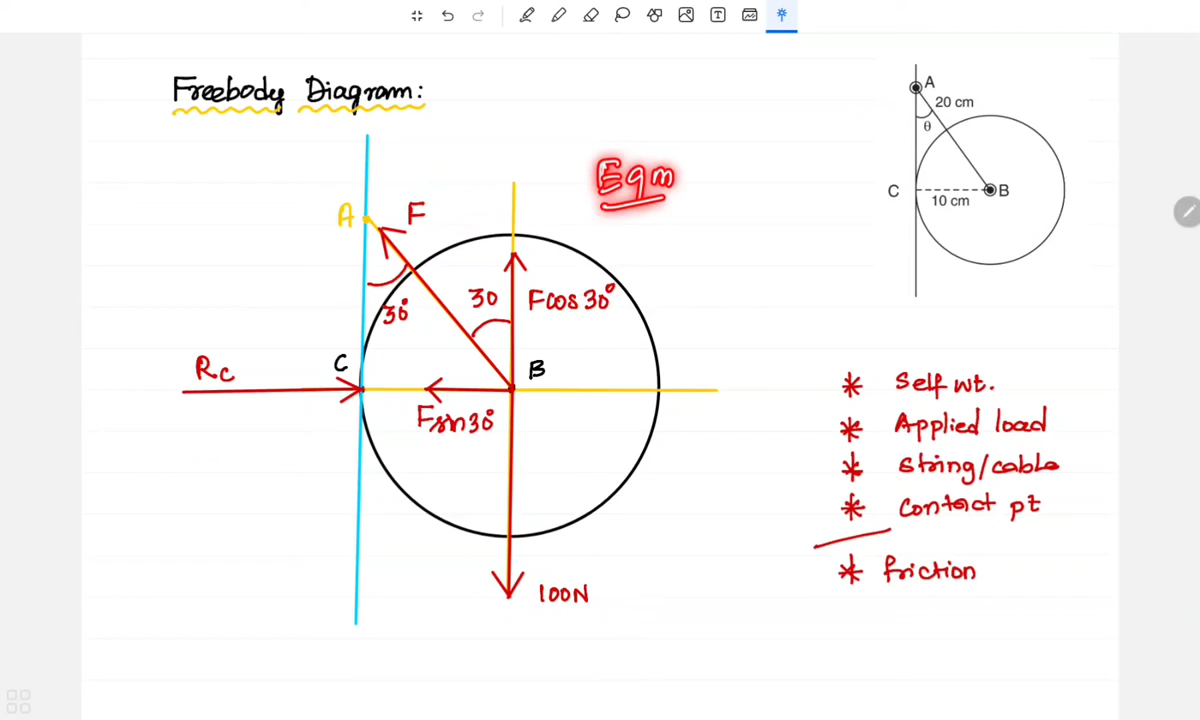 Freebody Diagram:
A
20 cm
θ
Eqm
A
F
C
B
10 cm
30
Fcos30°
30°
Rc
C
B
Fsin30°
* Self wt.
* Applied load
* String/cable
* Contact pt
* friction
100N